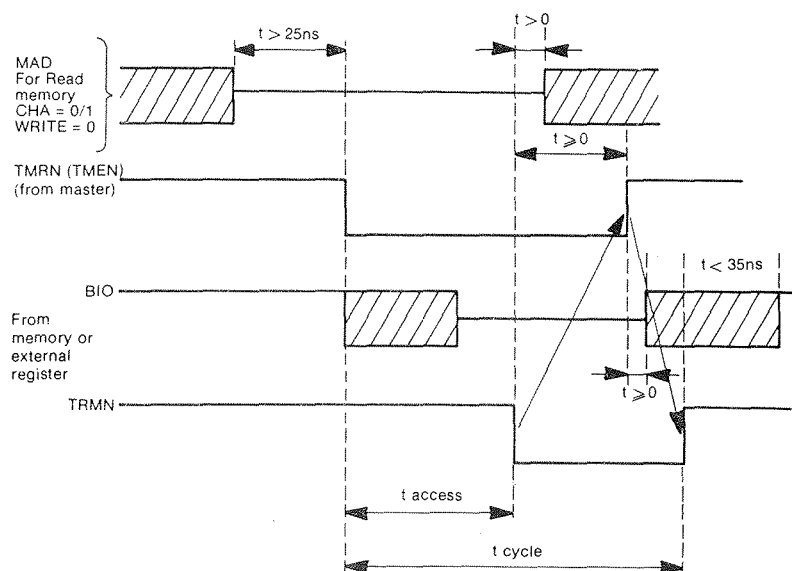 t > 25ns
t > 0
MAD
For Read
memory
CHA = 0/1
WRITE = 0
t ⩾ 0
TMRN (TMEN)
(from master)
t < 35ns
BIO
From
memory or
external
register
t ⩾ 0
TRMN
t access
t cycle